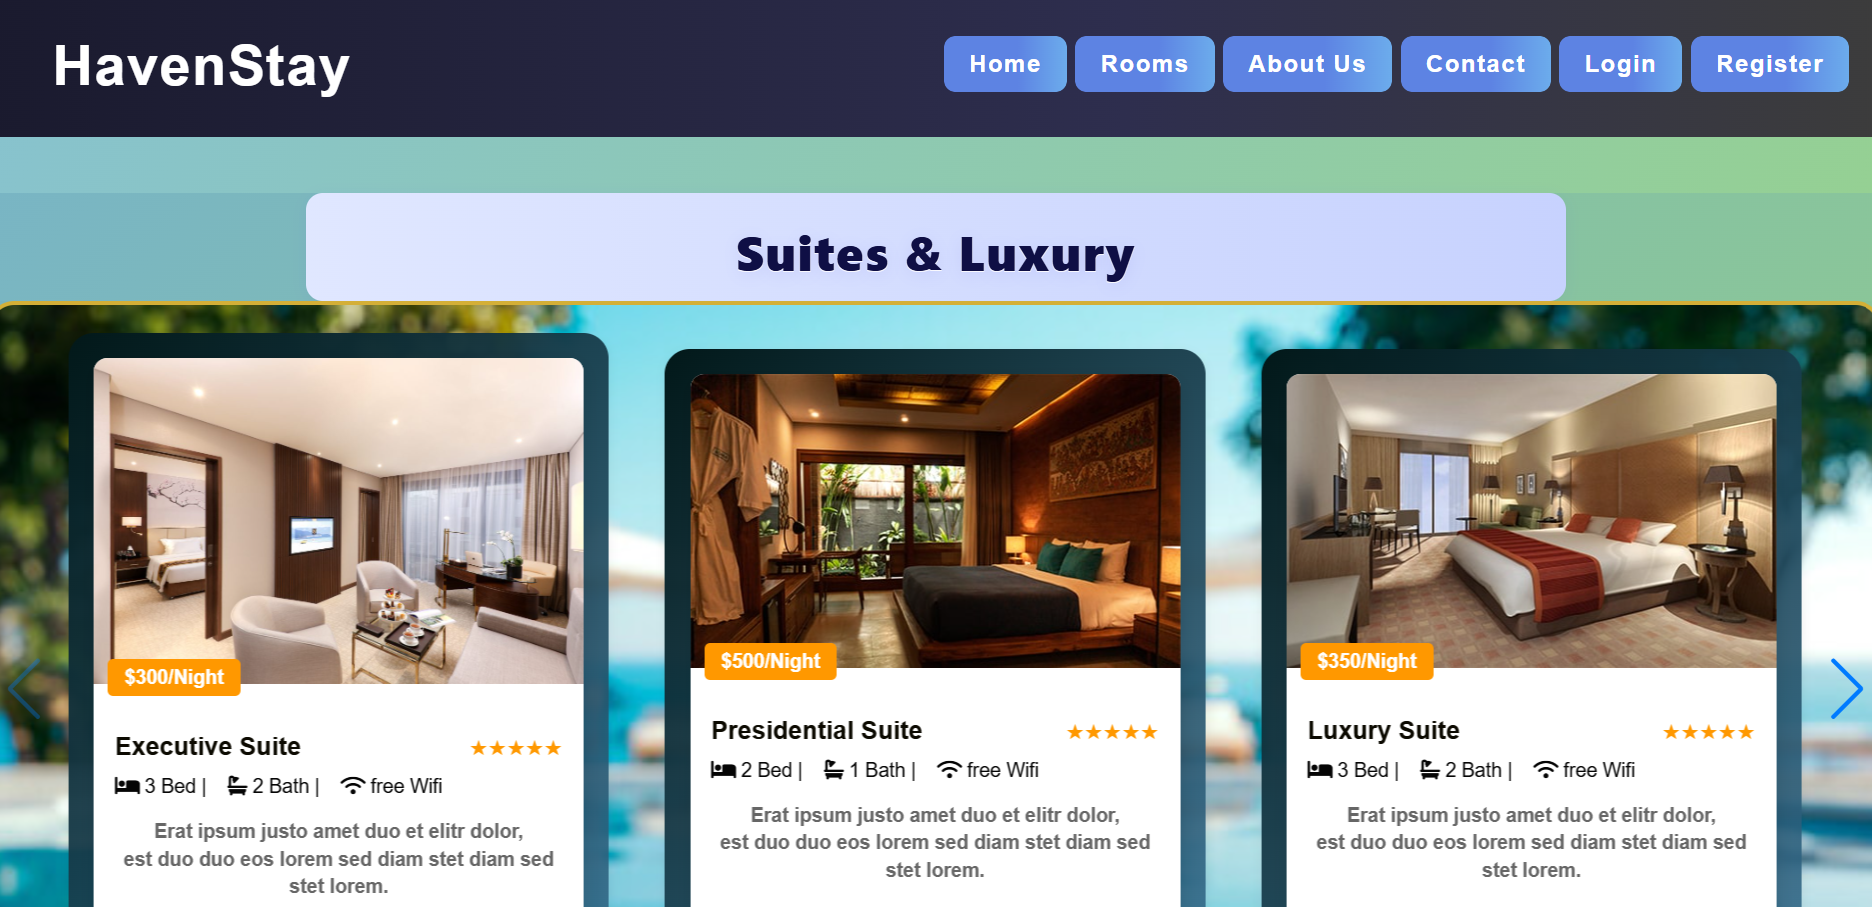 HavenStay
Home
Rooms
About Us
Contact
Login
Register
Suites & Luxury
$300/Night
Executive Suite
3 Bed |
2 Bath |
free Wifi
Erat ipsum justo amet duo et elitr dolor,
est duo duo eos lorem sed diam stet diam sed
stet lorem.
$500/Night
Presidential Suite
2 Bed |
1 Bath |
free Wifi
Erat ipsum justo amet duo et elitr dolor,
est duo duo eos lorem sed diam stet diam sed
stet lorem.
$350/Night
Luxury Suite
3 Bed |
2 Bath |
free Wifi
Erat ipsum justo amet duo et elitr dolor,
est duo duo eos lorem sed diam stet diam sed
stet lorem.